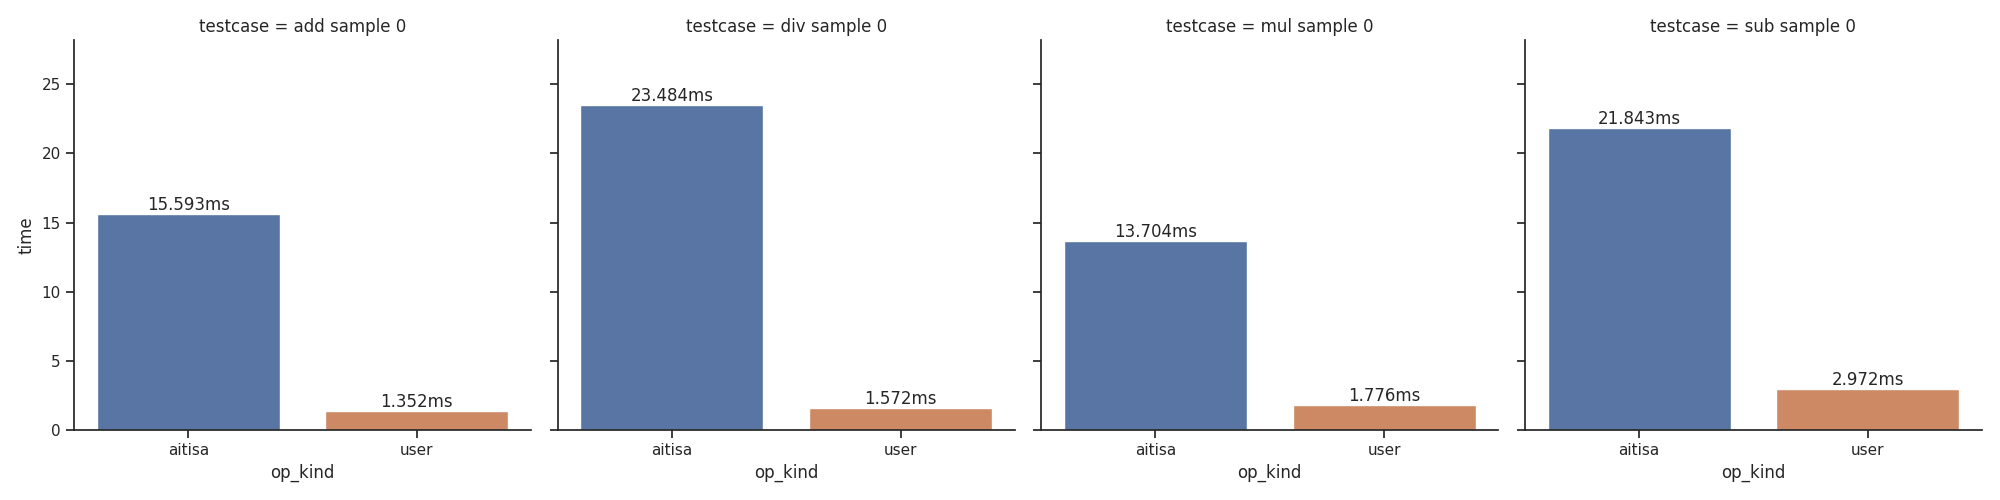 testcase = add sample 0
testcase = div sample 0
testcase = mul sample 0
testcase = sub sample 0
time
25
20
15
10
5
0
15.593ms
1.352ms
23.484ms
1.572ms
13.704ms
1.776ms
21.843ms
2.972ms
aitisa
user
aitisa
user
aitisa
user
aitisa
user
op_kind
op_kind
op_kind
op_kind